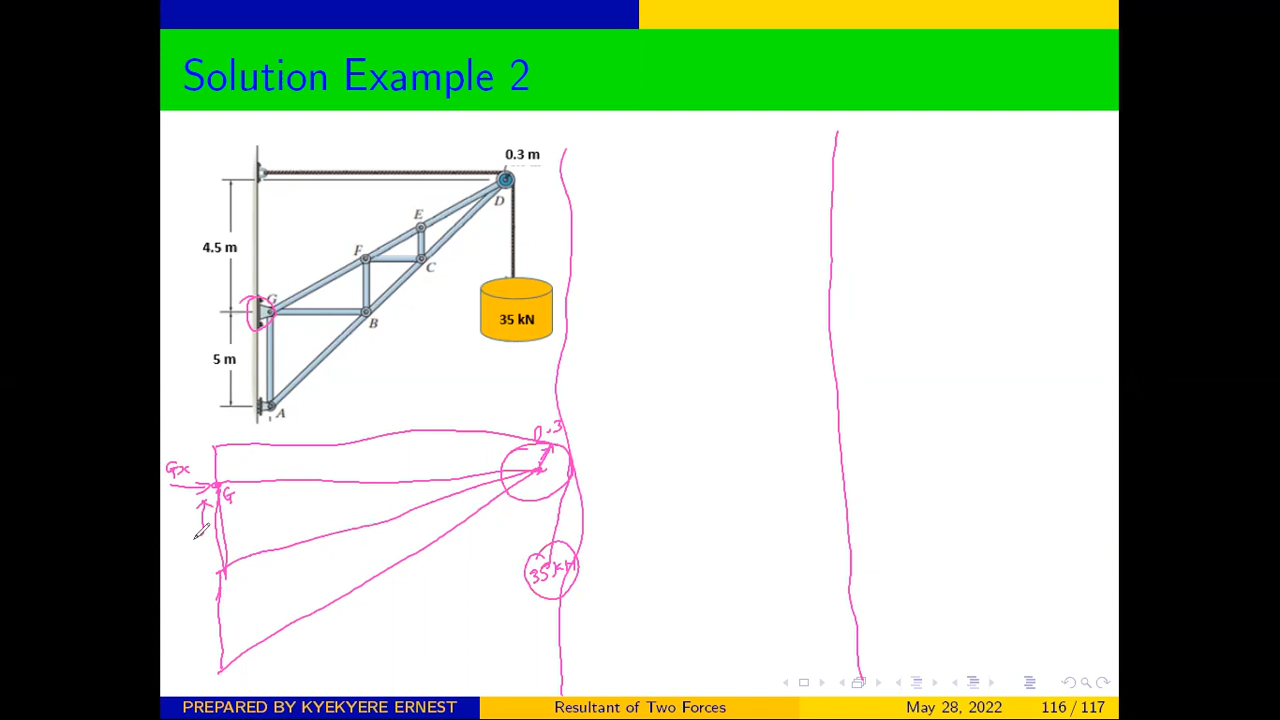 Solution Example 2
0.3 m
D
E
4.5 m
F
C
G
B
35 kN
5 m
A
0.3
Gx
G
35 kN
PREPARED BY KYEKYERE ERNEST
Resultant of Two Forces
May 28, 2022
116 / 117